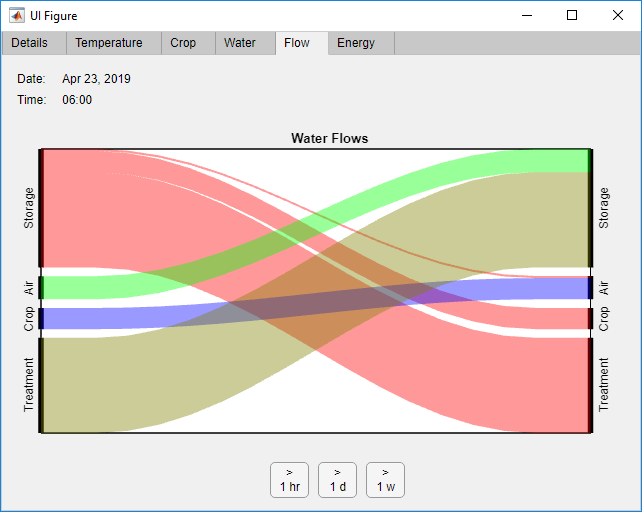 UI Figure
Details Temperature Crop Water Flow Energy
Date: Apr 23, 2019
Time: 06:00
Water Flows
Storage
Air
Crop
Treatment
Storage
Air
Crop
Treatment
> > >
1 hr 1 d 1 w